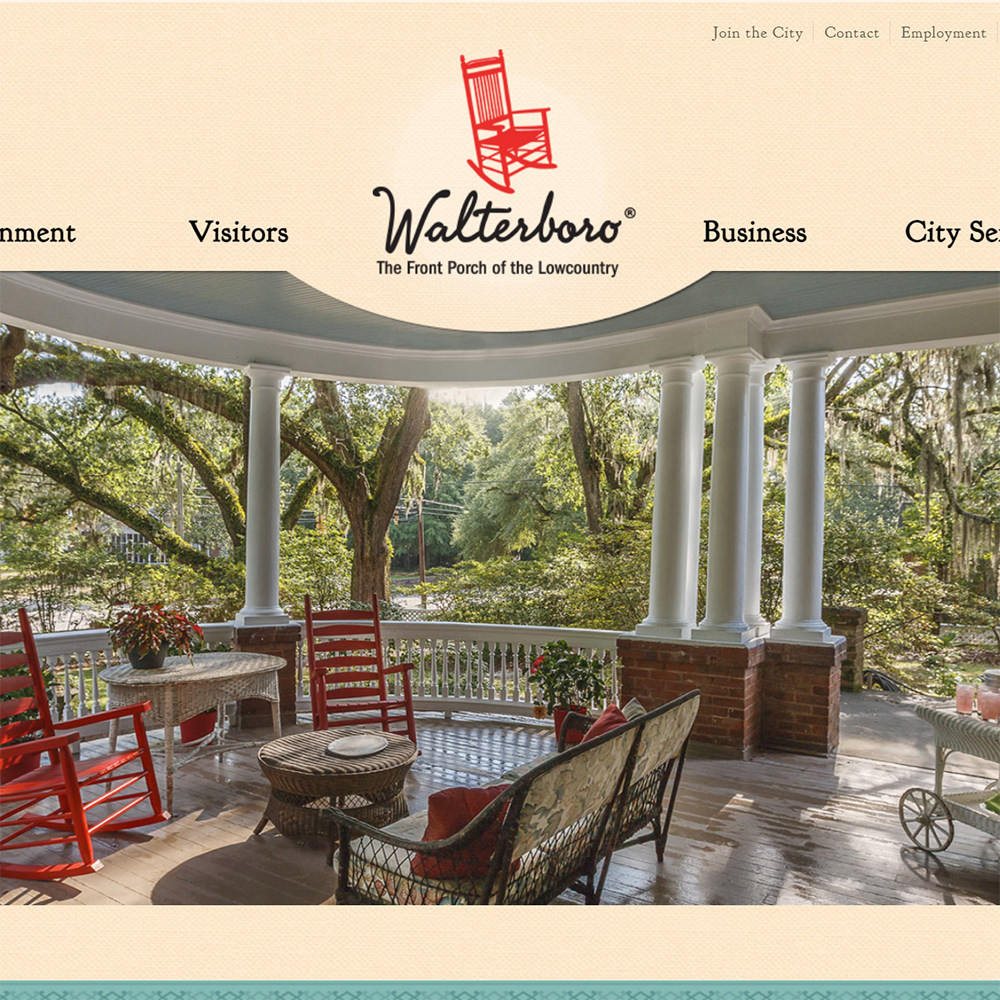 Join the City Contact Employment
nment Visitors Business City Se
Walterboro®
The Front Porch of the Lowcountry